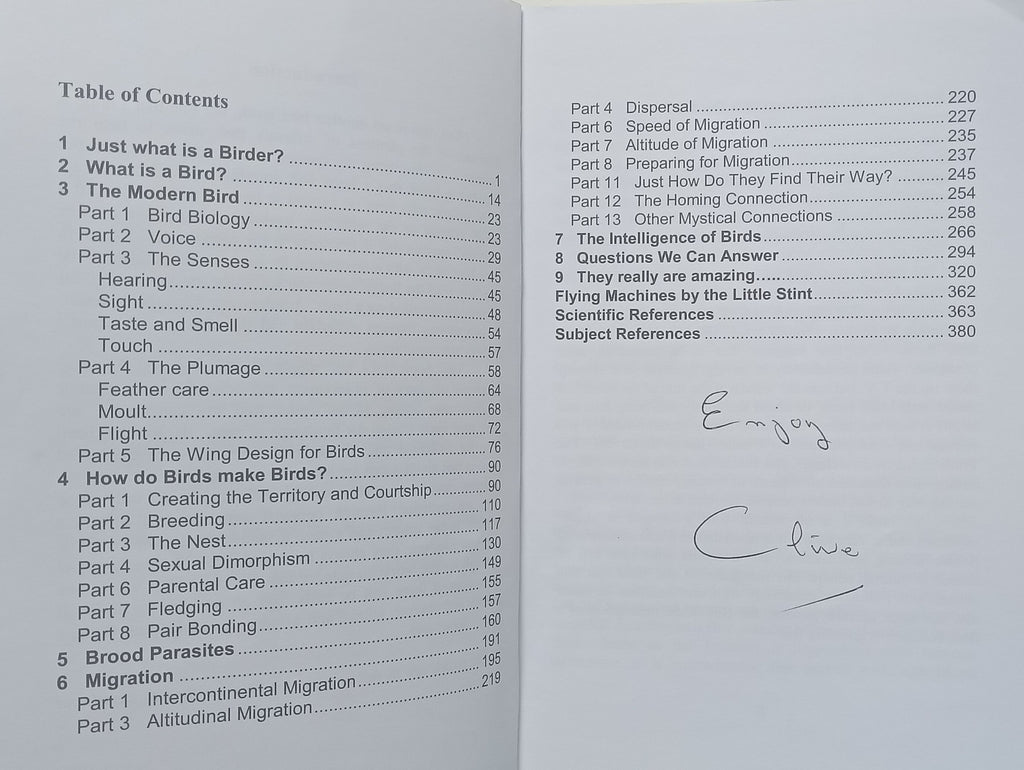 Table of Contents
1 Just what is a Birder? ........ 1
2 What is a Bird? ........ 14
3 The Modern Bird ........ 23
Part 1 Bird Biology ........ 23
Part 2 Voice ........ 29
Part 3 The Senses ........ 45
Hearing ........ 45
Sight ........ 48
Taste and Smell ........ 54
Touch ........ 57
Part 4 The Plumage ........ 58
Feather care ........ 64
Moult ........ 68
Flight ........ 72
Part 5 The Wing Design for Birds ........ 76
4 How do Birds make Birds? ........ 90
Part 1 Creating the Territory and Courtship ........ 90
Part 2 Breeding ........ 110
Part 3 The Nest ........ 117
Part 4 Sexual Dimorphism ........ 130
Part 6 Parental Care ........ 149
Part 7 Fledging ........ 155
Part 8 Pair Bonding ........ 157
5 Brood Parasites ........ 160
6 Migration ........ 191
Part 1 Intercontinental Migration ........ 195
Part 3 Altitudinal Migration ........ 219
Part 4 Dispersal ........ 220
Part 6 Speed of Migration ........ 227
Part 7 Altitude of Migration ........ 235
Part 8 Preparing for Migration ........ 237
Part 11 Just How Do They Find Their Way? ........ 245
Part 12 The Homing Connection ........ 254
Part 13 Other Mystical Connections ........ 258
7 The Intelligence of Birds ........ 266
8 Questions We Can Answer ........ 294
9 They really are amazing ........ 320
Flying Machines by the Little Stint ........ 362
Scientific References ........ 363
Subject References ........ 380
Enjoy
Clive